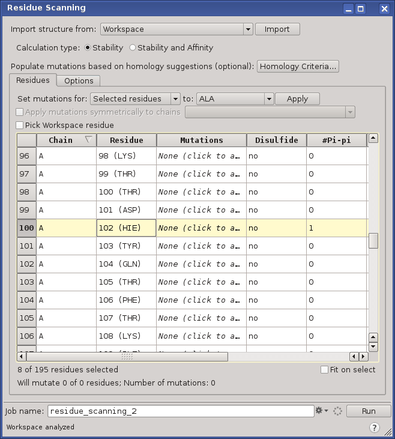 Residue Scanning
Import structure from: Workspace Import
Calculation type: Stability Stability and Affinity
Populate mutations based on homology suggestions (optional): Homology Criteria...
Residues Options
Set mutations for: Selected residues to: ALA Apply
Apply mutations symmetrically to chains
Pick Workspace residue
Chain Residue Mutations Disulfide #Pi-pi
96 A 98 (LYS) None (click to a... no 0
97 A 99 (THR) None (click to a... no 0
98 A 100 (THR) None (click to a... no 0
99 A 101 (ASP) None (click to a... no 0
100 A 102 (HIE) None (click to a... no 1
101 A 103 (TYR) None (click to a... no 0
102 A 104 (GLN) None (click to a... no 0
103 A 105 (THR) None (click to a... no 0
104 A 106 (PHE) None (click to a... no 0
105 A 107 (THR) None (click to a... no 0
106 A 108 (LYS) None (click to a... no 0
8 of 195 residues selected Fit on select
Will mutate 0 of 0 residues; Number of mutations: 0
Job name: residue_scanning_2 Run
Workspace analyzed ?